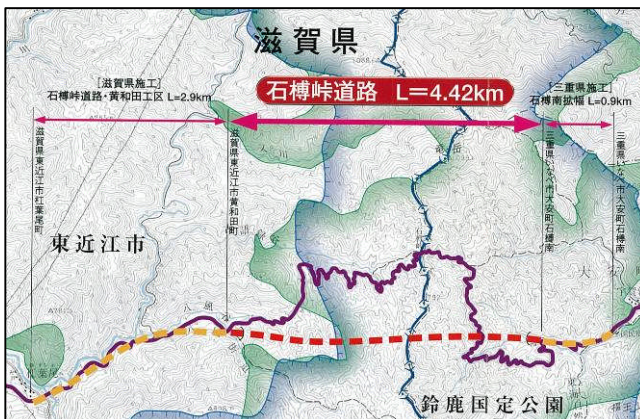 滋賀県
[滋賀県施工]
石榑峠道路・黄和田工区 L=2.9km
石榑峠道路 L=4.42km
[三重県施工]
石榑南拡幅 L=0.9km
滋賀県東近江市杠葉尾町
滋賀県東近江市黄和田町
三重県いなべ市大安町石榑南
三重県いなべ市大安町石榑南
東近江市
大安
鈴鹿国定公園